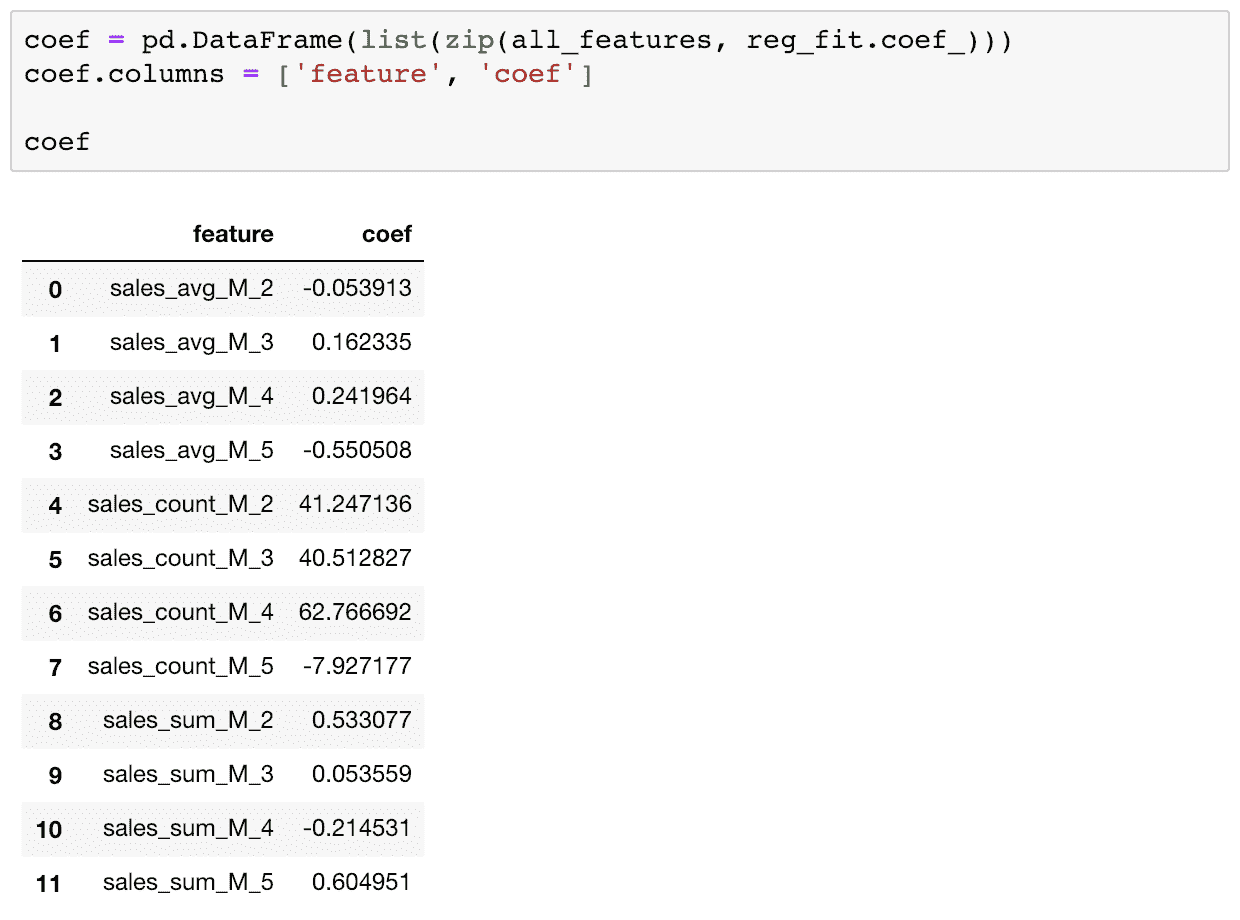 coef = pd.DataFrame(list(zip(all_features, reg_fit.coef_)))
coef.columns = ['feature', 'coef']
coef
feature coef
0 sales_avg_M_2 -0.053913
1 sales_avg_M_3 0.162335
2 sales_avg_M_4 0.241964
3 sales_avg_M_5 -0.550508
4 sales_count_M_2 41.247136
5 sales_count_M_3 40.512827
6 sales_count_M_4 62.766692
7 sales_count_M_5 -7.927177
8 sales_sum_M_2 0.533077
9 sales_sum_M_3 0.053559
10 sales_sum_M_4 -0.214531
11 sales_sum_M_5 0.604951